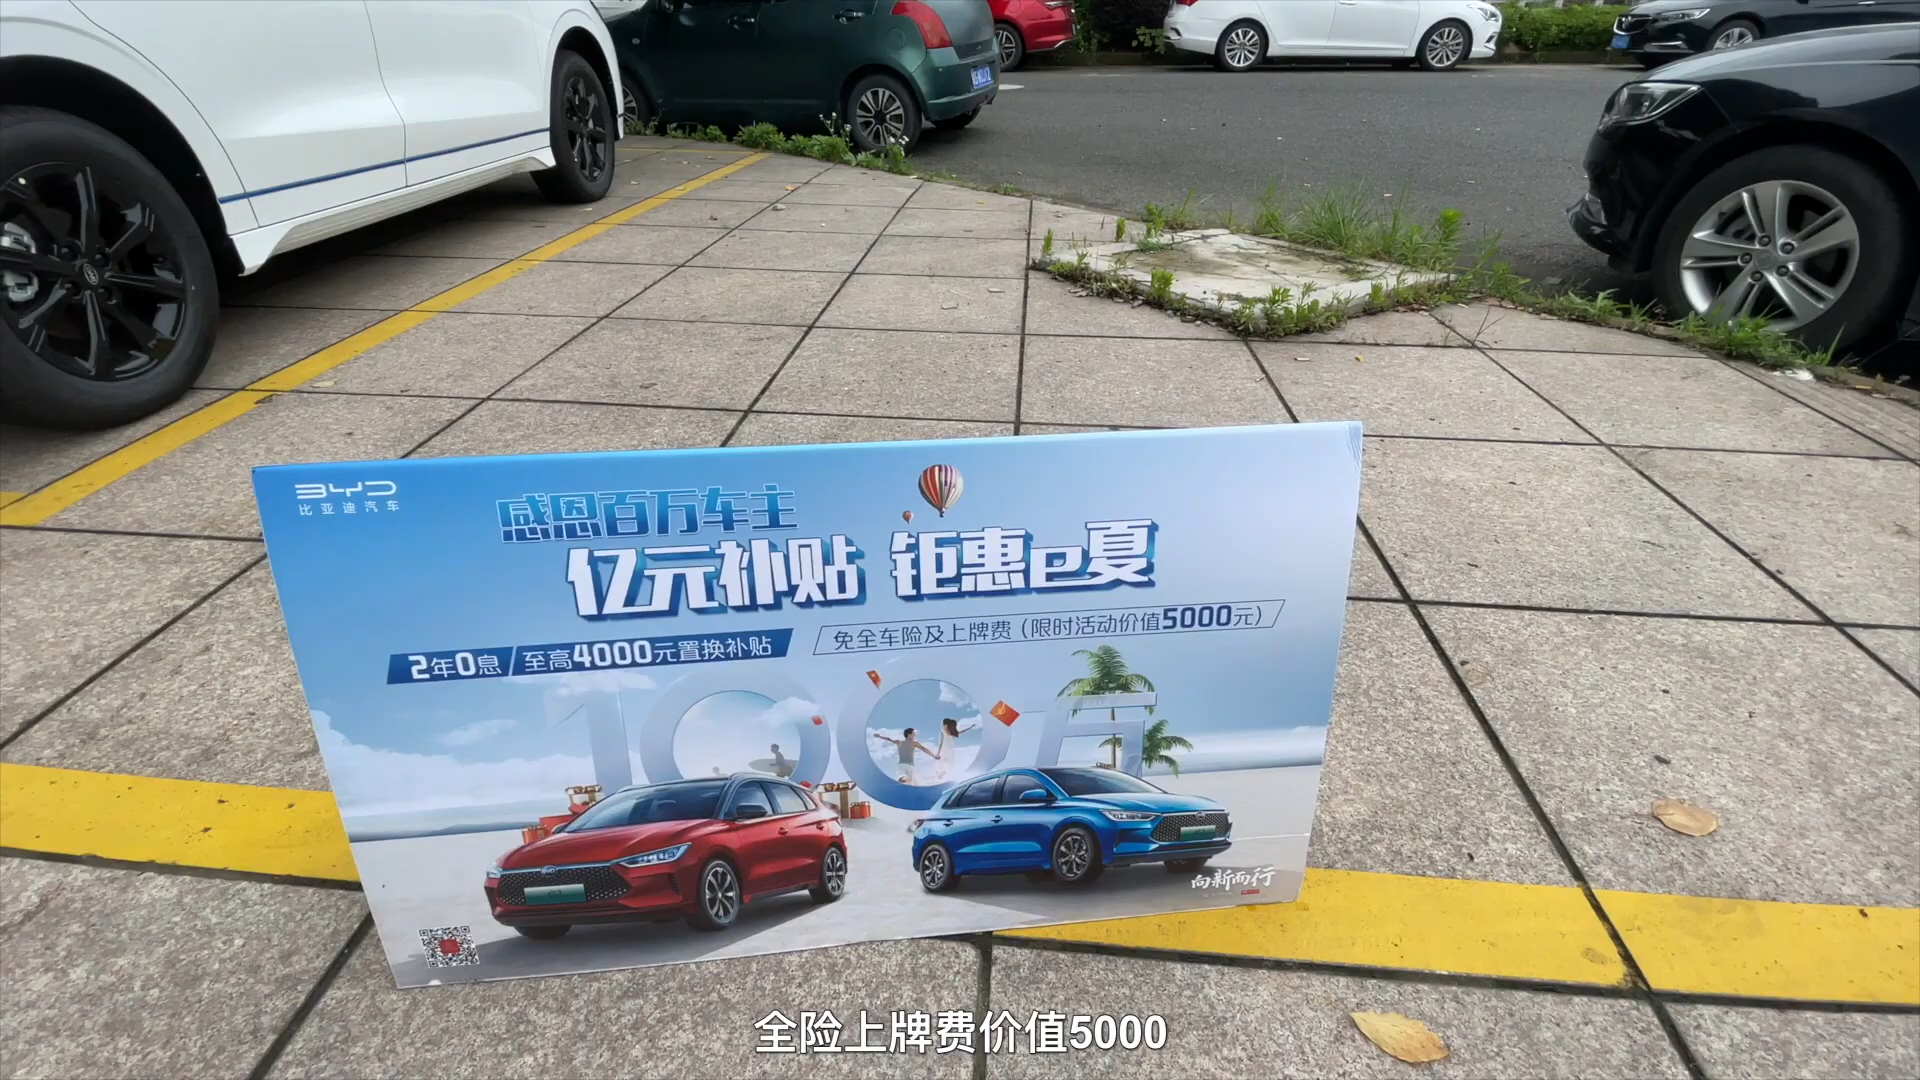 BYD
比亚迪汽车
感恩百万车主
亿元补贴 钜惠e夏
2年0息/至高4000元置换补贴
免全车险及上牌费（限时活动价值5000元）
100万
向新而行
全险上牌费价值5000